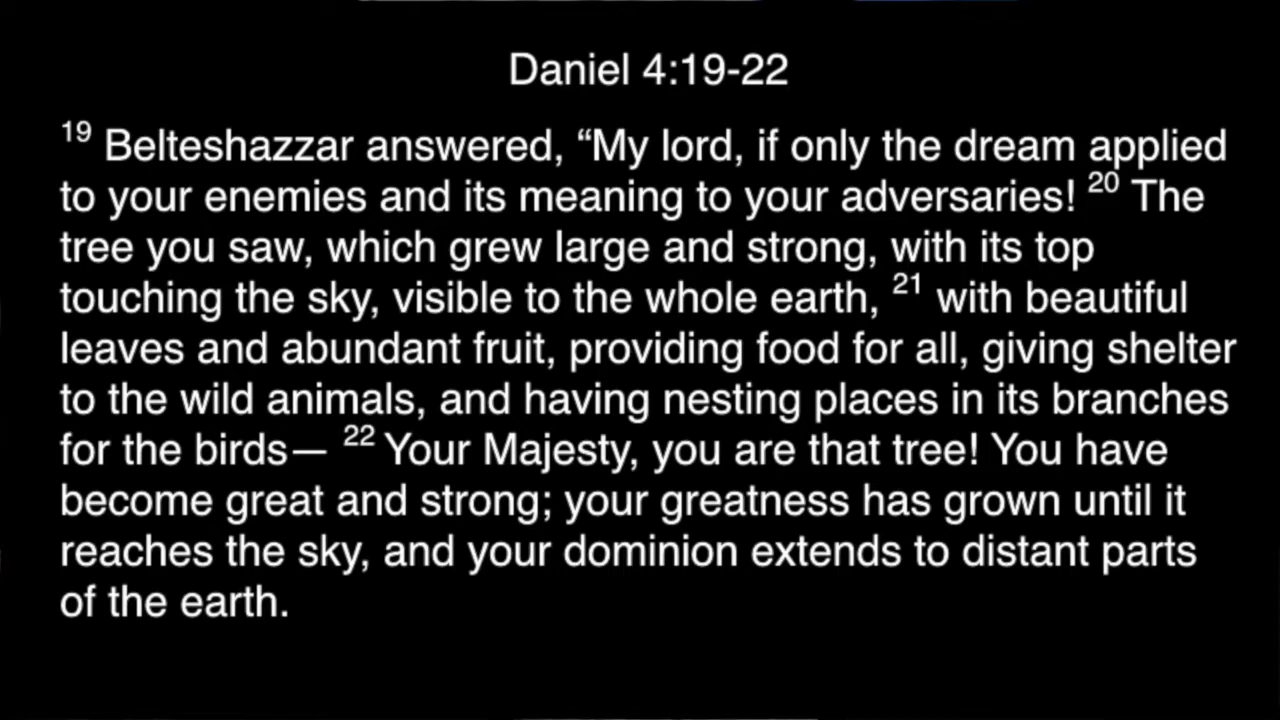 Daniel 4:19-22
19 Belteshazzar answered, “My lord, if only the dream applied
to your enemies and its meaning to your adversaries! 20 The
tree you saw, which grew large and strong, with its top
touching the sky, visible to the whole earth, 21 with beautiful
leaves and abundant fruit, providing food for all, giving shelter
to the wild animals, and having nesting places in its branches
for the birds— 22 Your Majesty, you are that tree! You have
become great and strong; your greatness has grown until it
reaches the sky, and your dominion extends to distant parts
of the earth.